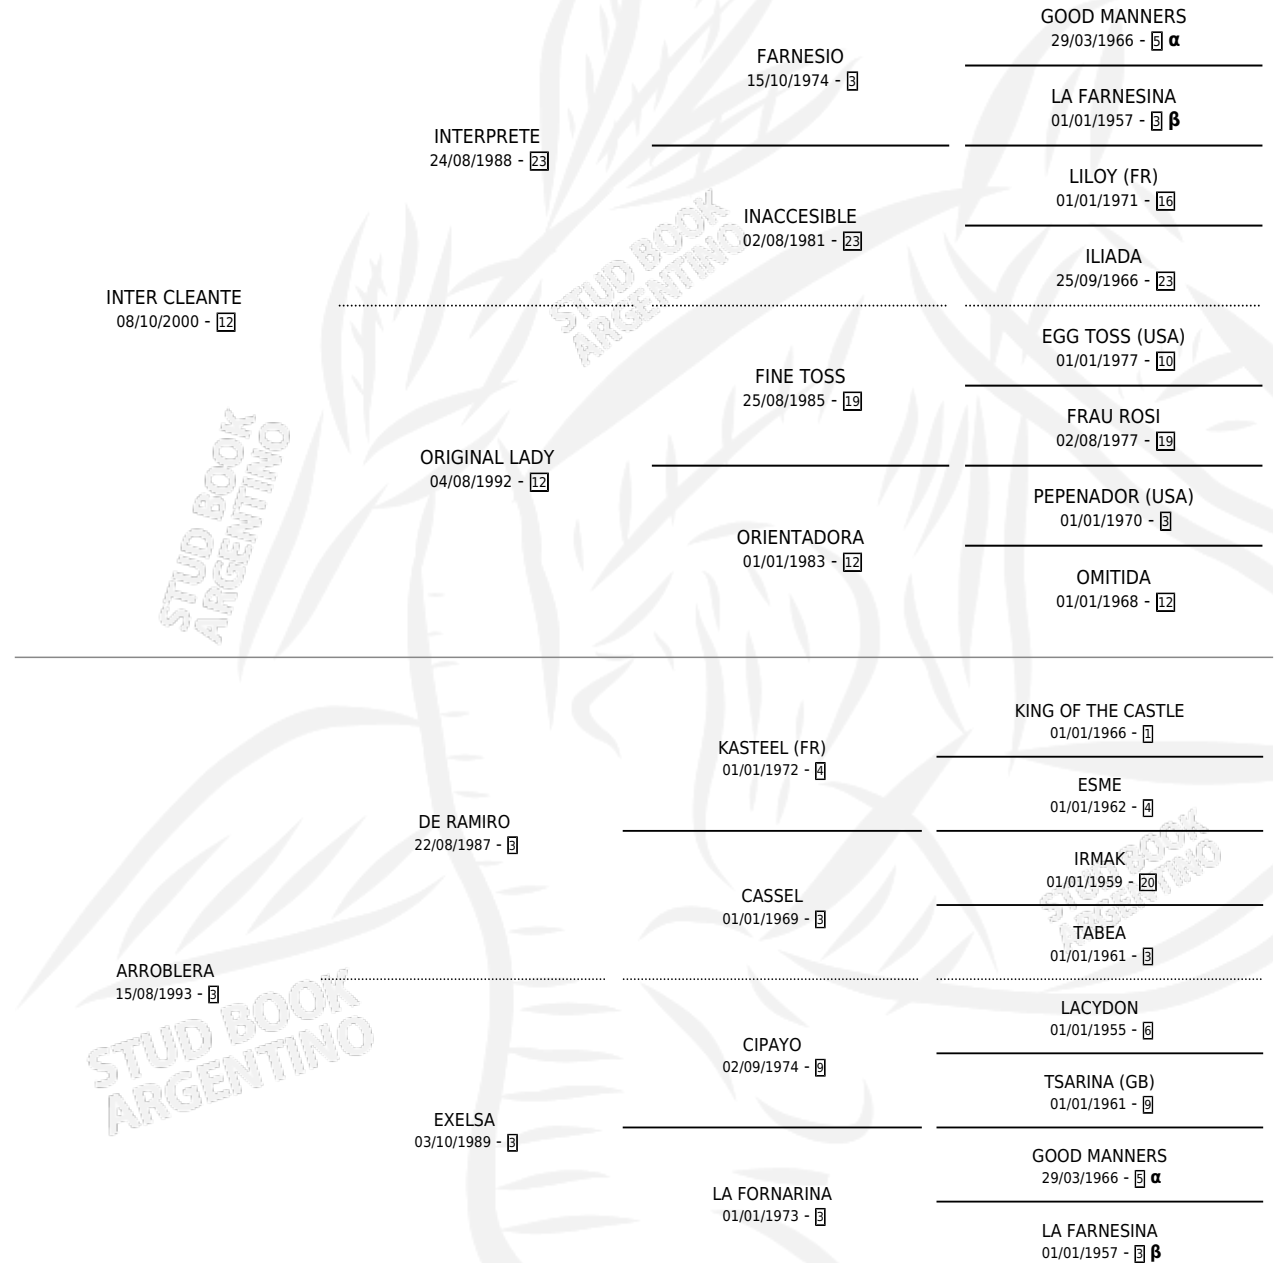 GOOD MANNERS
29/03/1966 - 5 α
FARNESIO
15/10/1974 - 3
LA FARNESINA
01/01/1957 - 3 β
INTERPRETE
24/08/1988 - 23
LILOY (FR)
01/01/1971 - 16
INACCESIBLE
02/08/1981 - 23
ILIADA
25/09/1966 - 23
INTER CLEANTE
08/10/2000 - 12
EGG TOSS (USA)
01/01/1977 - 10
FINE TOSS
25/08/1985 - 19
FRAU ROSI
02/08/1977 - 19
ORIGINAL LADY
04/08/1992 - 12
PEPENADOR (USA)
01/01/1970 - 3
ORIENTADORA
01/01/1983 - 12
OMITIDA
01/01/1968 - 12
STUD BOOK
ARGENTINO
STUD BOOK
ARGENTINO
KING OF THE CASTLE
01/01/1966 - 1
KASTEEL (FR)
01/01/1972 - 4
ESME
01/01/1962 - 4
DE RAMIRO
22/08/1987 - 3
IRMAK
01/01/1959 - 20
CASSEL
01/01/1969 - 3
TABEA
01/01/1961 - 3
STUD BOOK
ARGENTINO
ARROBLERA
15/08/1993 - 3
STUD BOOK
ARGENTINO
LACYDON
01/01/1955 - 6
CIPAYO
02/09/1974 - 9
TSARINA (GB)
01/01/1961 - 9
EXELSA
03/10/1989 - 3
GOOD MANNERS
29/03/1966 - 5 α
LA FORNARINA
01/01/1973 - 3
LA FARNESINA
01/01/1957 - 3 β